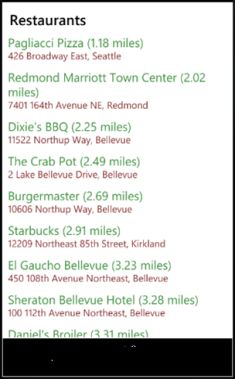 Restaurants
Pagliacci Pizza (1.18 miles)
426 Broadway East, Seattle
Redmond Marriott Town Center (2.02
miles)
7401 164th Avenue NE, Redmond
Dixie's BBQ (2.25 miles)
11522 Northup Way, Bellevue
The Crab Pot (2.49 miles)
2 Lake Bellevue Drive, Bellevue
Burgermaster (2.69 miles)
10606 Northup Way, Bellevue
Starbucks (2.91 miles)
12209 Northeast 85th Street, Kirkland
El Gaucho Bellevue (3.23 miles)
450 108th Avenue Northeast, Bellevue
Sheraton Bellevue Hotel (3.28 miles)
100 112th Avenue Northeast, Bellevue
Daniel's Broiler (3.31 miles)